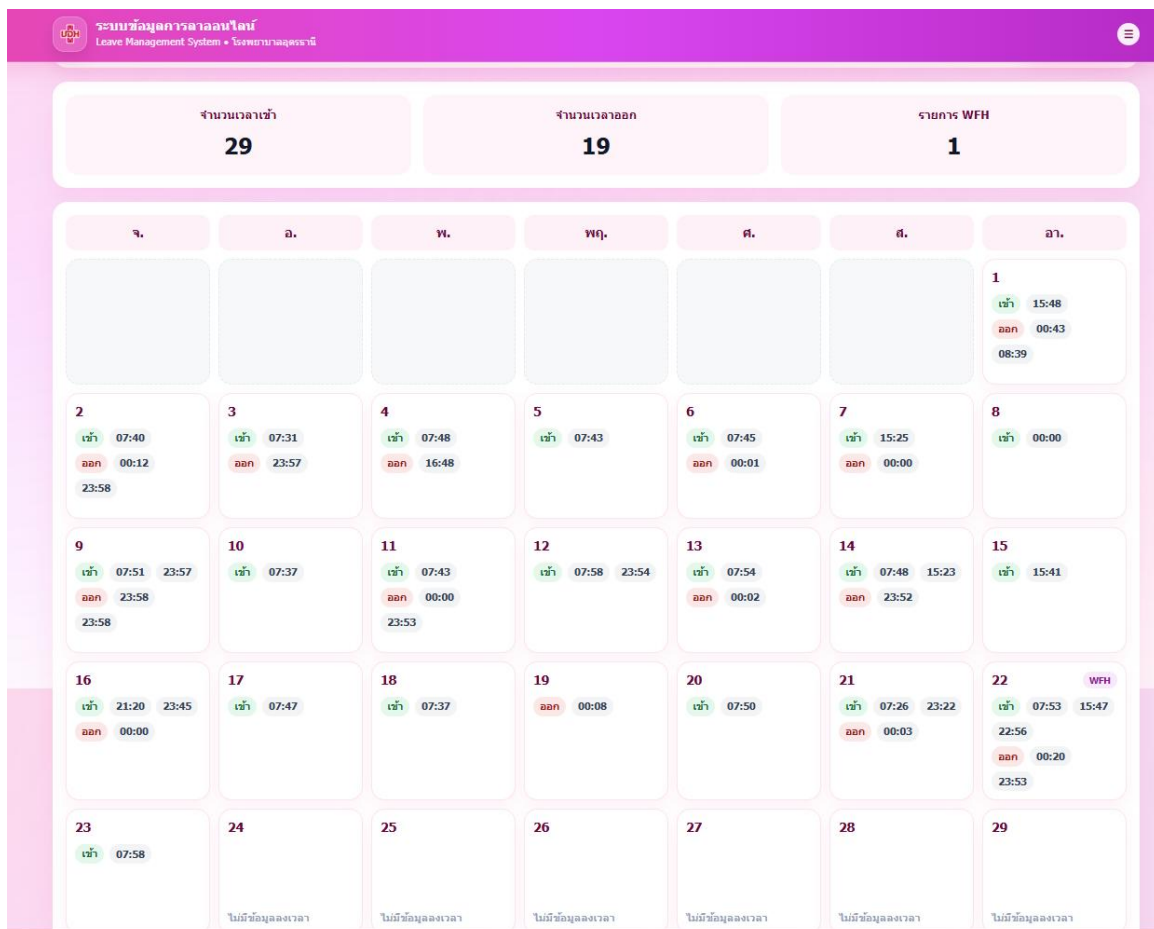 UDH
ระบบข้อมูลการลาออนไลน์
Leave Management System • โรงพยาบาลอุดรธานี
จำนวนเวลาเข้า
29
จำนวนเวลาออก
19
รายการ WFH
1
จ. อ. พ. พฤ. ศ. ส. อา.
1
เข้า 15:48
ออก 00:43
08:39
2
เข้า 07:40
ออก 00:12
23:58
3
เข้า 07:31
ออก 23:57
4
เข้า 07:48
ออก 16:48
5
เข้า 07:43
6
เข้า 07:45
ออก 00:01
7
เข้า 15:25
ออก 00:00
8
เข้า 00:00
9
เข้า 07:51 23:57
ออก 23:58
23:58
10
เข้า 07:37
11
เข้า 07:43
ออก 00:00
23:53
12
เข้า 07:58 23:54
13
เข้า 07:54
ออก 00:02
14
เข้า 07:48 15:23
ออก 23:52
15
เข้า 15:41
16
เข้า 21:20 23:45
ออก 00:00
17
เข้า 07:47
18
เข้า 07:37
19
ออก 00:08
20
เข้า 07:50
21
เข้า 07:26 23:22
ออก 00:03
22 WFH
เข้า 07:53 15:47
22:56
ออก 00:20
23:53
23
เข้า 07:58
24
ไม่มีข้อมูลลงเวลา
25
ไม่มีข้อมูลลงเวลา
26
ไม่มีข้อมูลลงเวลา
27
ไม่มีข้อมูลลงเวลา
28
ไม่มีข้อมูลลงเวลา
29
ไม่มีข้อมูลลงเวลา